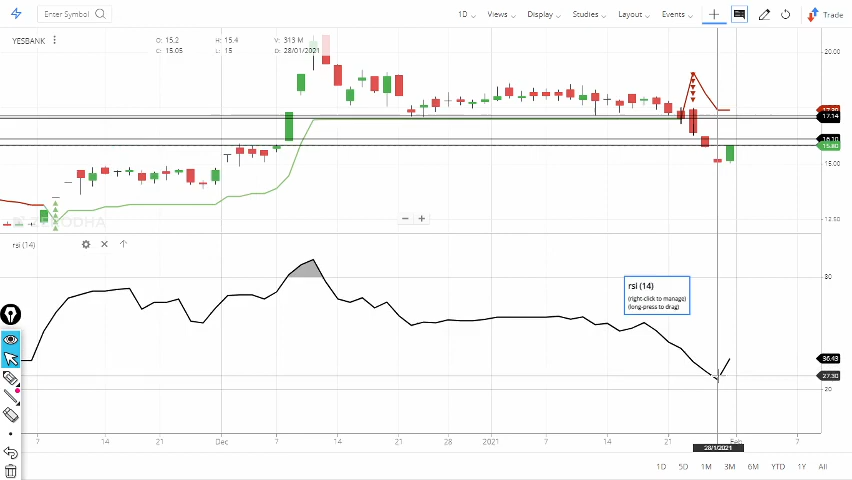 Enter Symbol
1D Views Display Studies Layout Events Trade
YESBANK O: 15.2 H: 15.4 V: 313 M
C: 15.05 L: 15 D: 28/01/2021
20.00
17.14
16.10
15.80
15.00
12.50
ZERODHA
rsi (14)
80
rsi (14)
(right-click to manage)
(long-press to drag)
36.43
27.30
20
7 14 21 Dec 7 14 21 28 2021 7 14 21 Feb 7
28/1/2021
1D 5D 1M 3M 6M YTD 1Y All